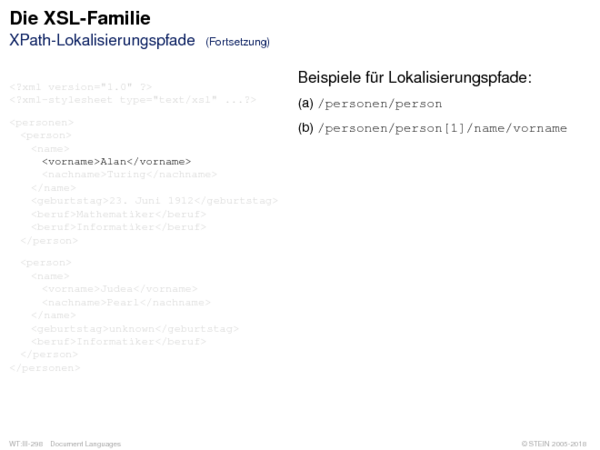 Die XSL-Familie
XPath-Lokalisierungspfade (Fortsetzung)
<?xml version="1.0" ?>
<?xml-stylesheet type="text/xsl" ...?>
<personen>
<person>
<name>
<vorname>Alan</vorname>
<nachname>Turing</nachname>
</name>
<geburtstag>23. Juni 1912</geburtstag>
<beruf>Mathematiker</beruf>
<beruf>Informatiker</beruf>
</person>
<person>
<name>
<vorname>Judea</vorname>
<nachname>Pearl</nachname>
</name>
<geburtstag>unknown</geburtstag>
<beruf>Informatiker</beruf>
</person>
</personen>
Beispiele für Lokalisierungspfade:
(a) /personen/person
(b) /personen/person[1]/name/vorname
WT:III-298 Document Languages
© STEIN 2005-2018